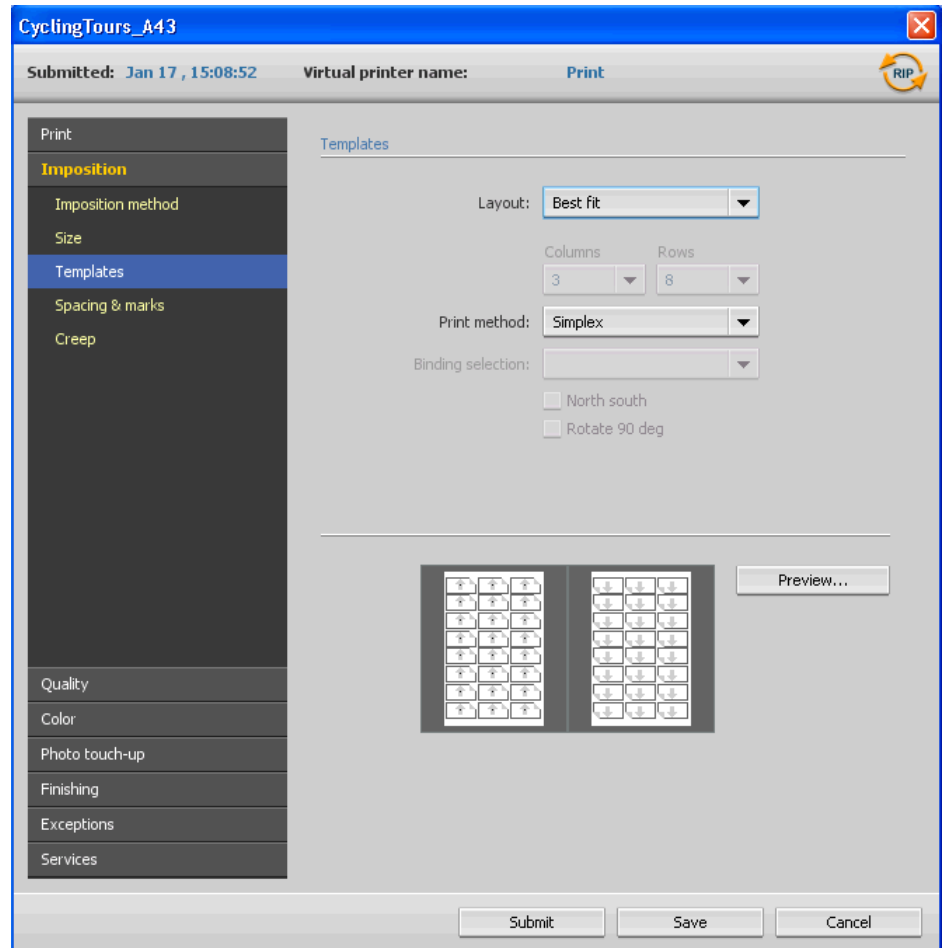 CyclingTours_A43
Submitted: Jan 17 , 15:08:52 Virtual printer name: Print
RIP
Print
Imposition
Imposition method
Size
Templates
Spacing & marks
Creep
Quality
Color
Photo touch-up
Finishing
Exceptions
Services
Templates
Layout: Best fit
Columns Rows
3 8
Print method: Simplex
Binding selection:
North south
Rotate 90 deg
Preview...
Submit Save Cancel